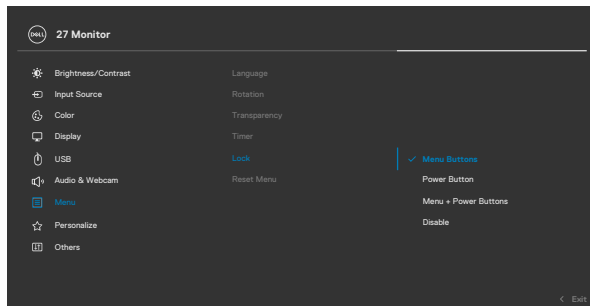 DELL
27 Monitor
Brightness/Contrast
Input Source
Color
Display
USB
Audio & Webcam
Menu
Personalize
Others
Language
Rotation
Transparency
Timer
Lock
Reset Menu
Menu Buttons
Power Button
Menu + Power Buttons
Disable
Exit